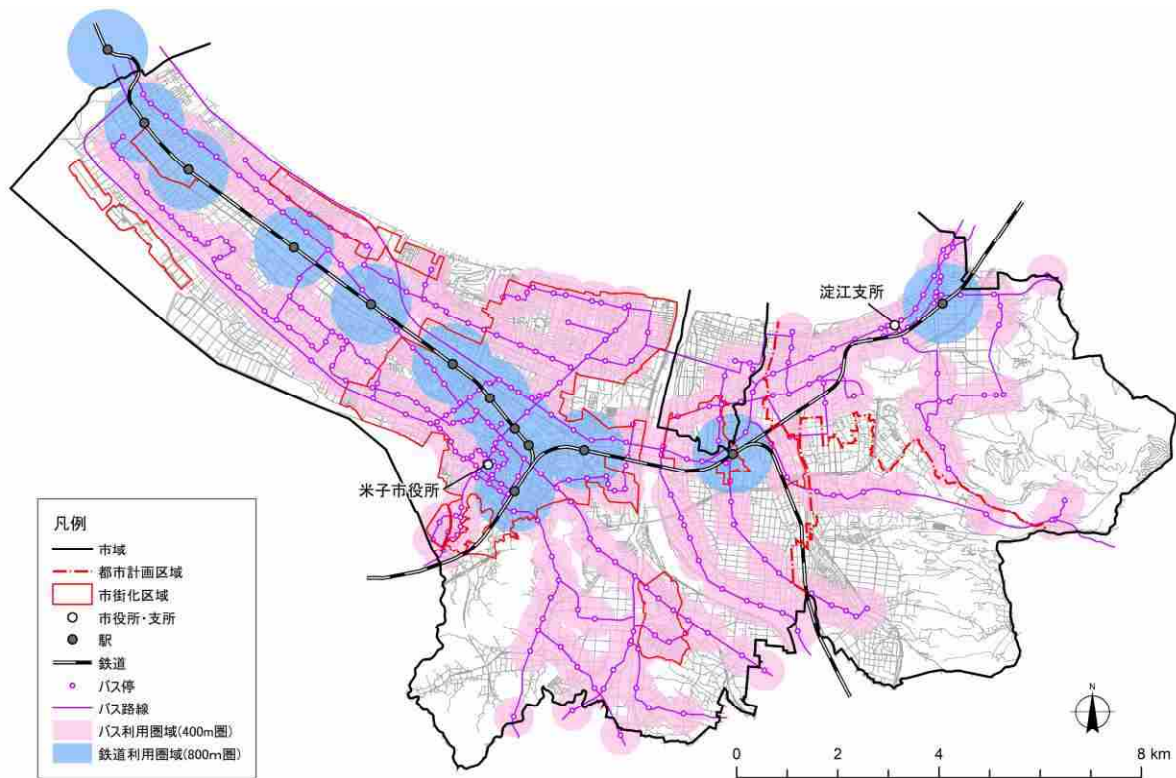 淀江支所
米子市役所
凡例
市域
都市計画区域
市街化区域
市役所・支所
駅
鉄道
バス停
バス路線
バス利用圏域(400m圏)
鉄道利用圏域(800m圏)
N
0 2 4 8 km